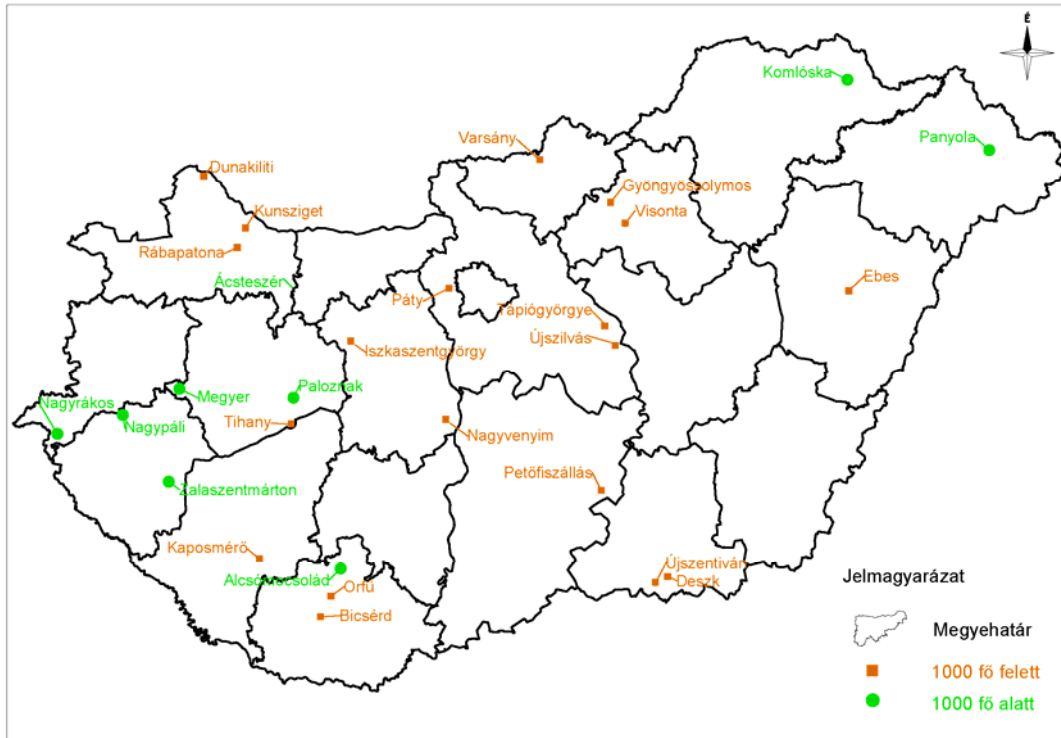 É
Komlóska
Varsány
Panyola
Dunakiliti
Gyöngyössolymos
Kunsziget
Visonta
Rábapatona
Ácsteszér
Ebes
Páty
Tápiógyörgye
Újszilvás
Iszkaszentgyörgy
Paloznak
Megyer
Nagyrákos
Nagypáli
Tihany
Nagyvenyim
Petőfiszállás
Zalaszentmárton
Kaposmérő
Újszentiván
Alcsómocsolád
Deszk
Orfű
Bicsérd
Jelmagyarázat
Megyehatár
1000 fő felett
1000 fő alatt